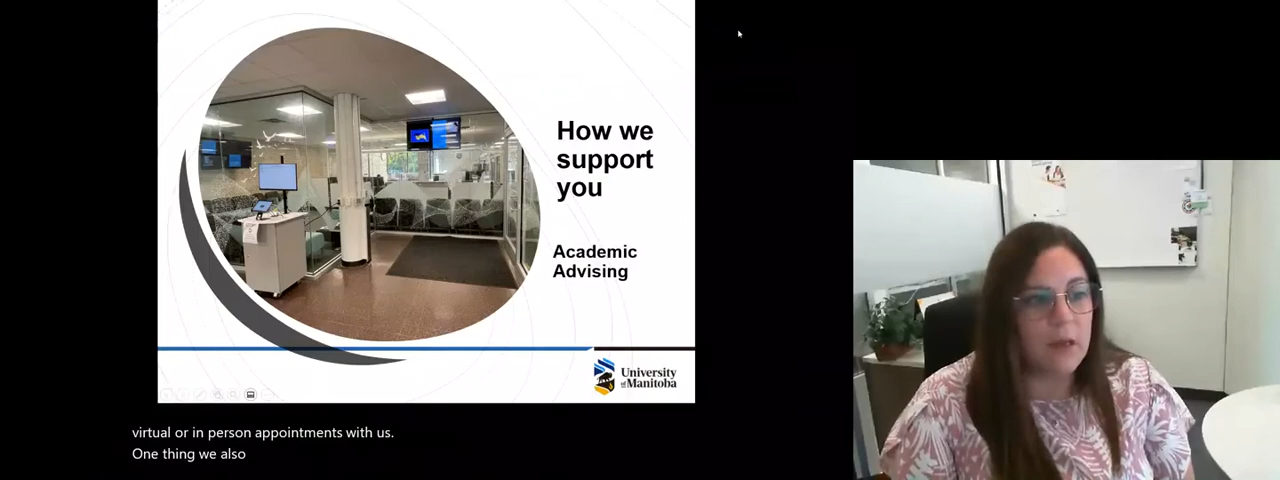 How we
support
you
Academic
Advising
University
of Manitoba
virtual or in person appointments with us.
One thing we also